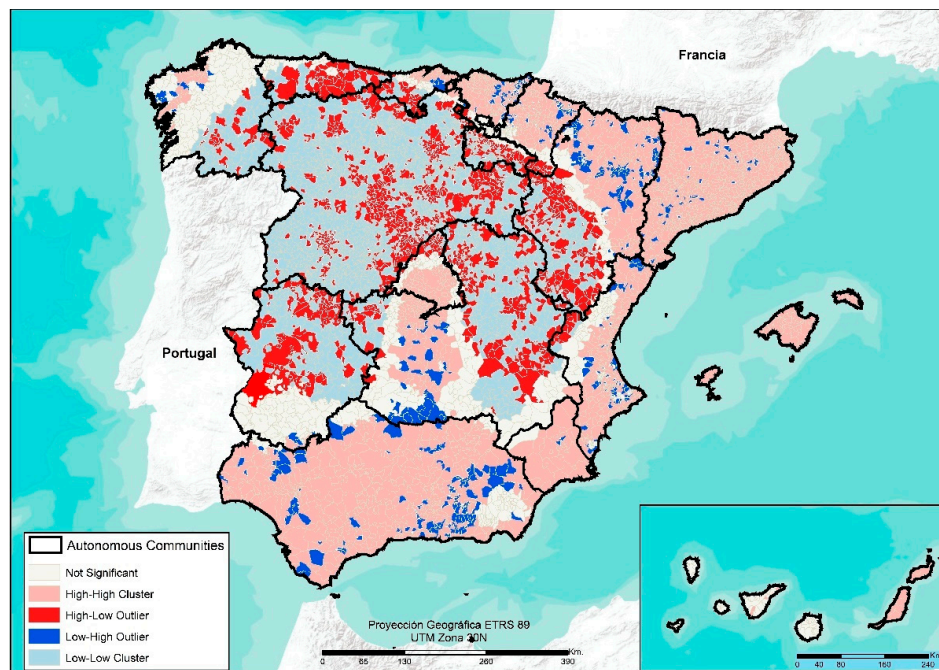 Francia
Portugal
Autonomous Communities
Not Significant
High-High Cluster
High-Low Outlier
Low-High Outlier
Low-Low Cluster
Proyección Geográfica ETRS 89
UTM Zona 30N
Km.
0 65 130 260 390
Km.
0 40 80 160 240